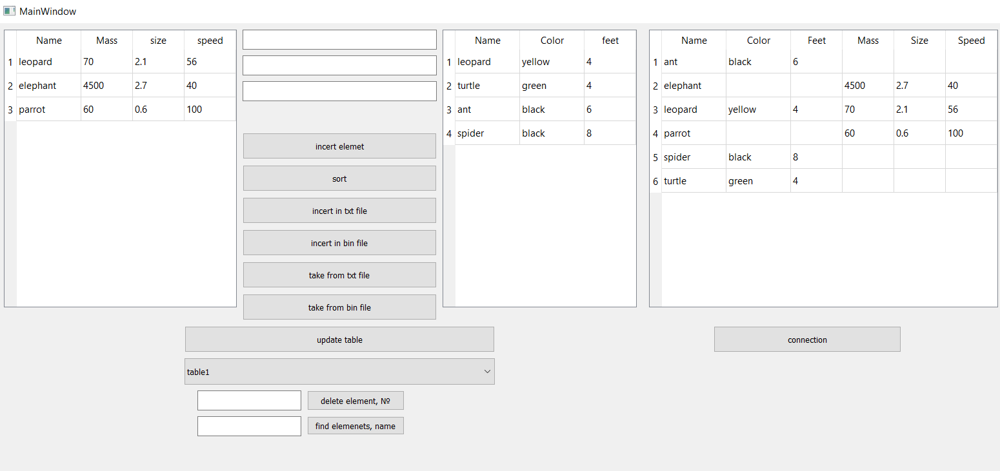 MainWindow
Name Mass size speed
1 leopard 70 2.1 56
2 elephant 4500 2.7 40
3 parrot 60 0.6 100
incert elemet
sort
incert in txt file
incert in bin file
take from txt file
take from bin file
update table
table1
delete element, №
find elemenets, name
Name Color feet
1 leopard yellow 4
2 turtle green 4
3 ant black 6
4 spider black 8
Name Color Feet Mass Size Speed
1 ant black 6
2 elephant 4500 2.7 40
3 leopard yellow 4 70 2.1 56
4 parrot 60 0.6 100
5 spider black 8
6 turtle green 4
connection